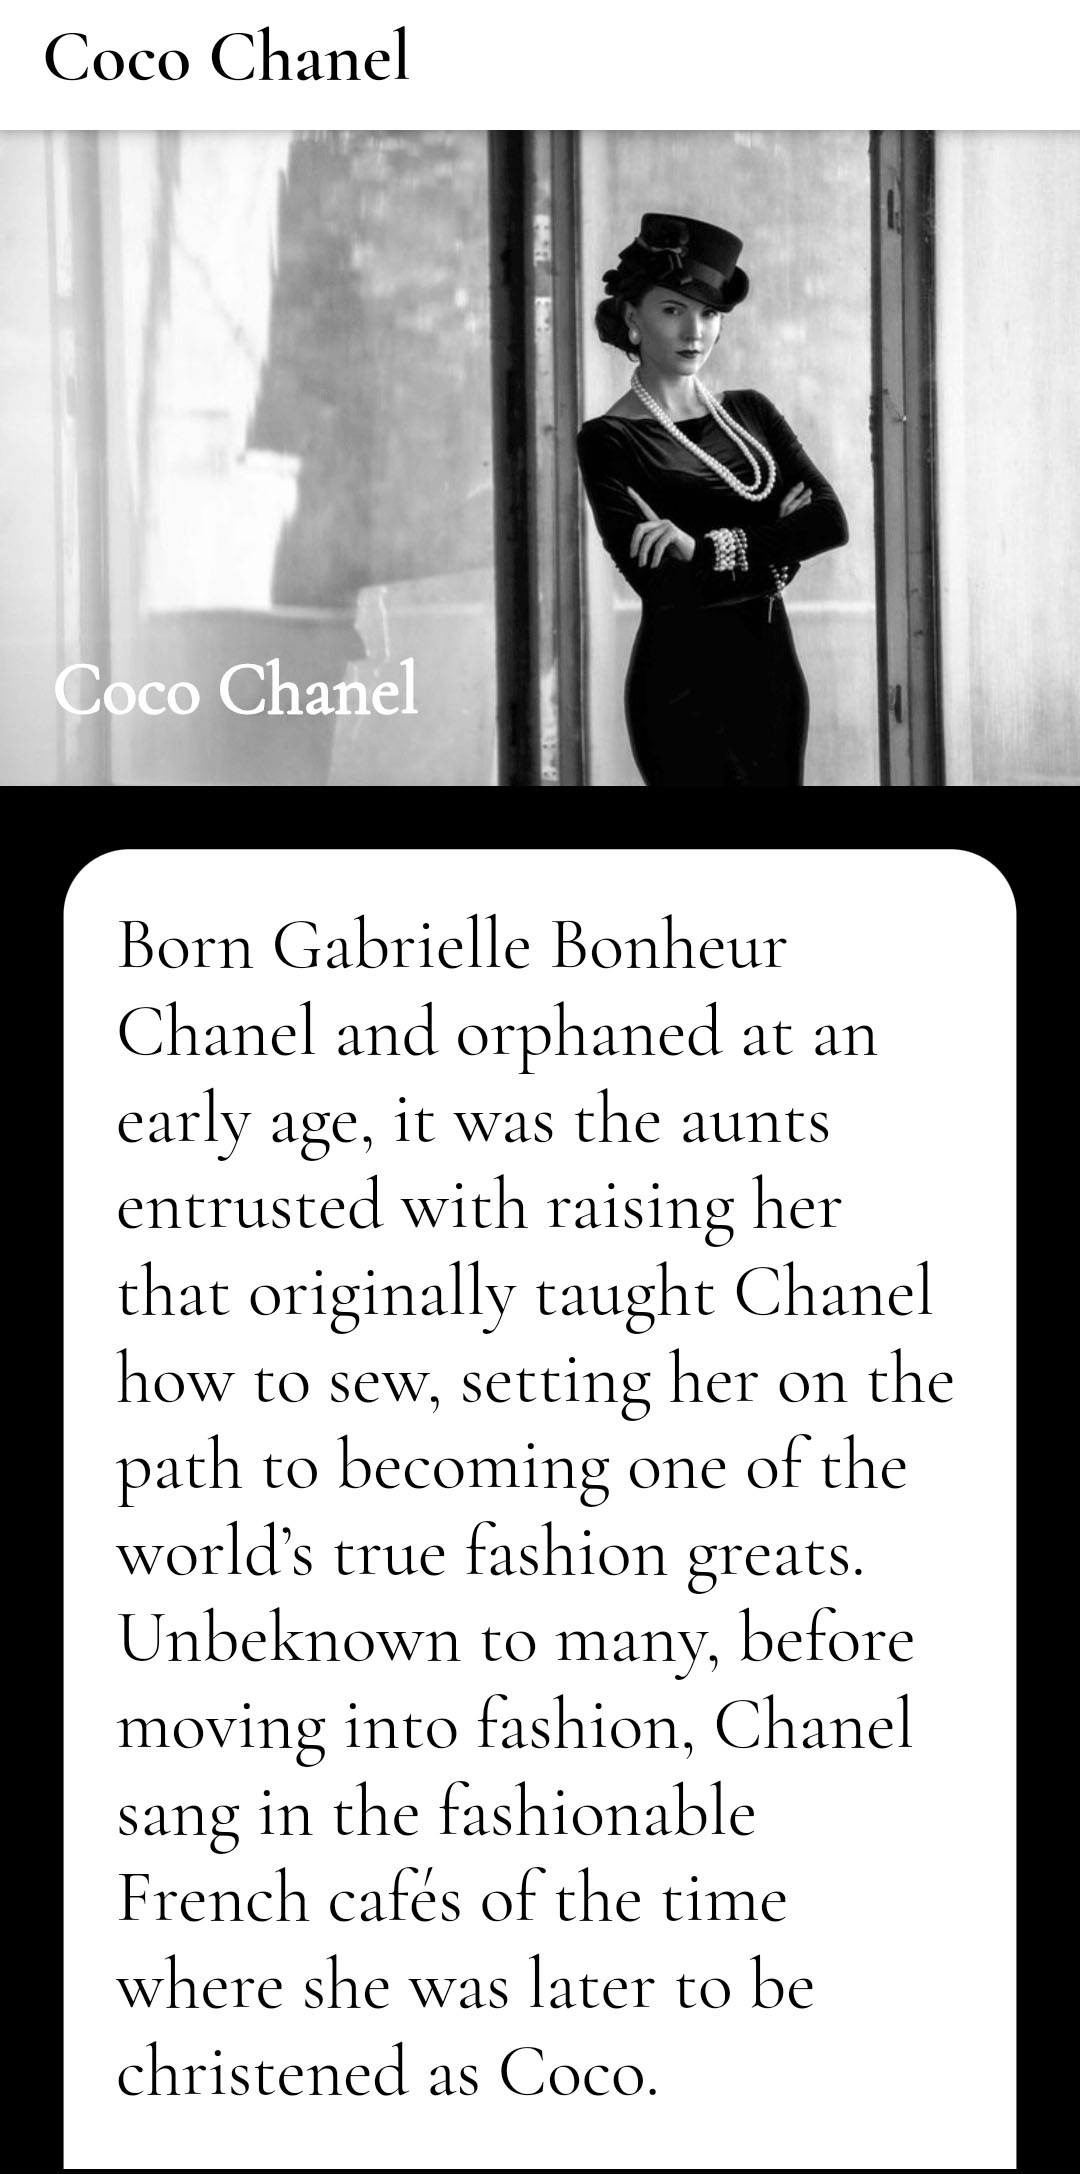 Coco Chanel
Coco Chanel
Born Gabrielle Bonheur
Chanel and orphaned at an
early age, it was the aunts
entrusted with raising her
that originally taught Chanel
how to sew, setting her on the
path to becoming one of the
world’s true fashion greats.
Unbeknown to many, before
moving into fashion, Chanel
sang in the fashionable
French cafés of the time
where she was later to be
christened as Coco.